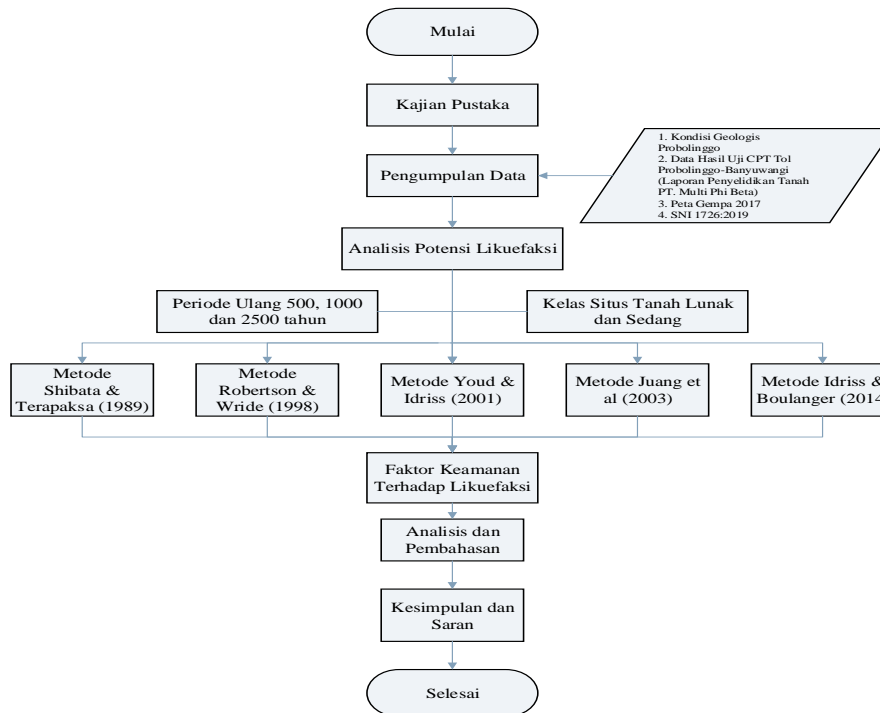 Mulai
Kajian Pustaka
1. Kondisi Geologis
Probolinggo
2. Data Hasil Uji CPT Tol
Probolinggo-Banyuwangi
(Laporan Penyelidikan Tanah
PT. Multi Phi Beta)
3. Peta Gempa 2017
4. SNI 1726:2019
Pengumpulan Data
Analisis Potensi Likuefaksi
Periode Ulang 500, 1000
dan 2500 tahun
Kelas Situs Tanah Lunak
dan Sedang
Metode
Shibata &
Terapaksa (1989)
Metode
Robertson &
Wride (1998)
Metode Youd &
Idriss (2001)
Metode Juang et
al (2003)
Metode Idriss &
Boulanger (2014
Faktor Keamanan
Terhadap Likuefaksi
Analisis dan
Pembahasan
Kesimpulan dan
Saran
Selesai